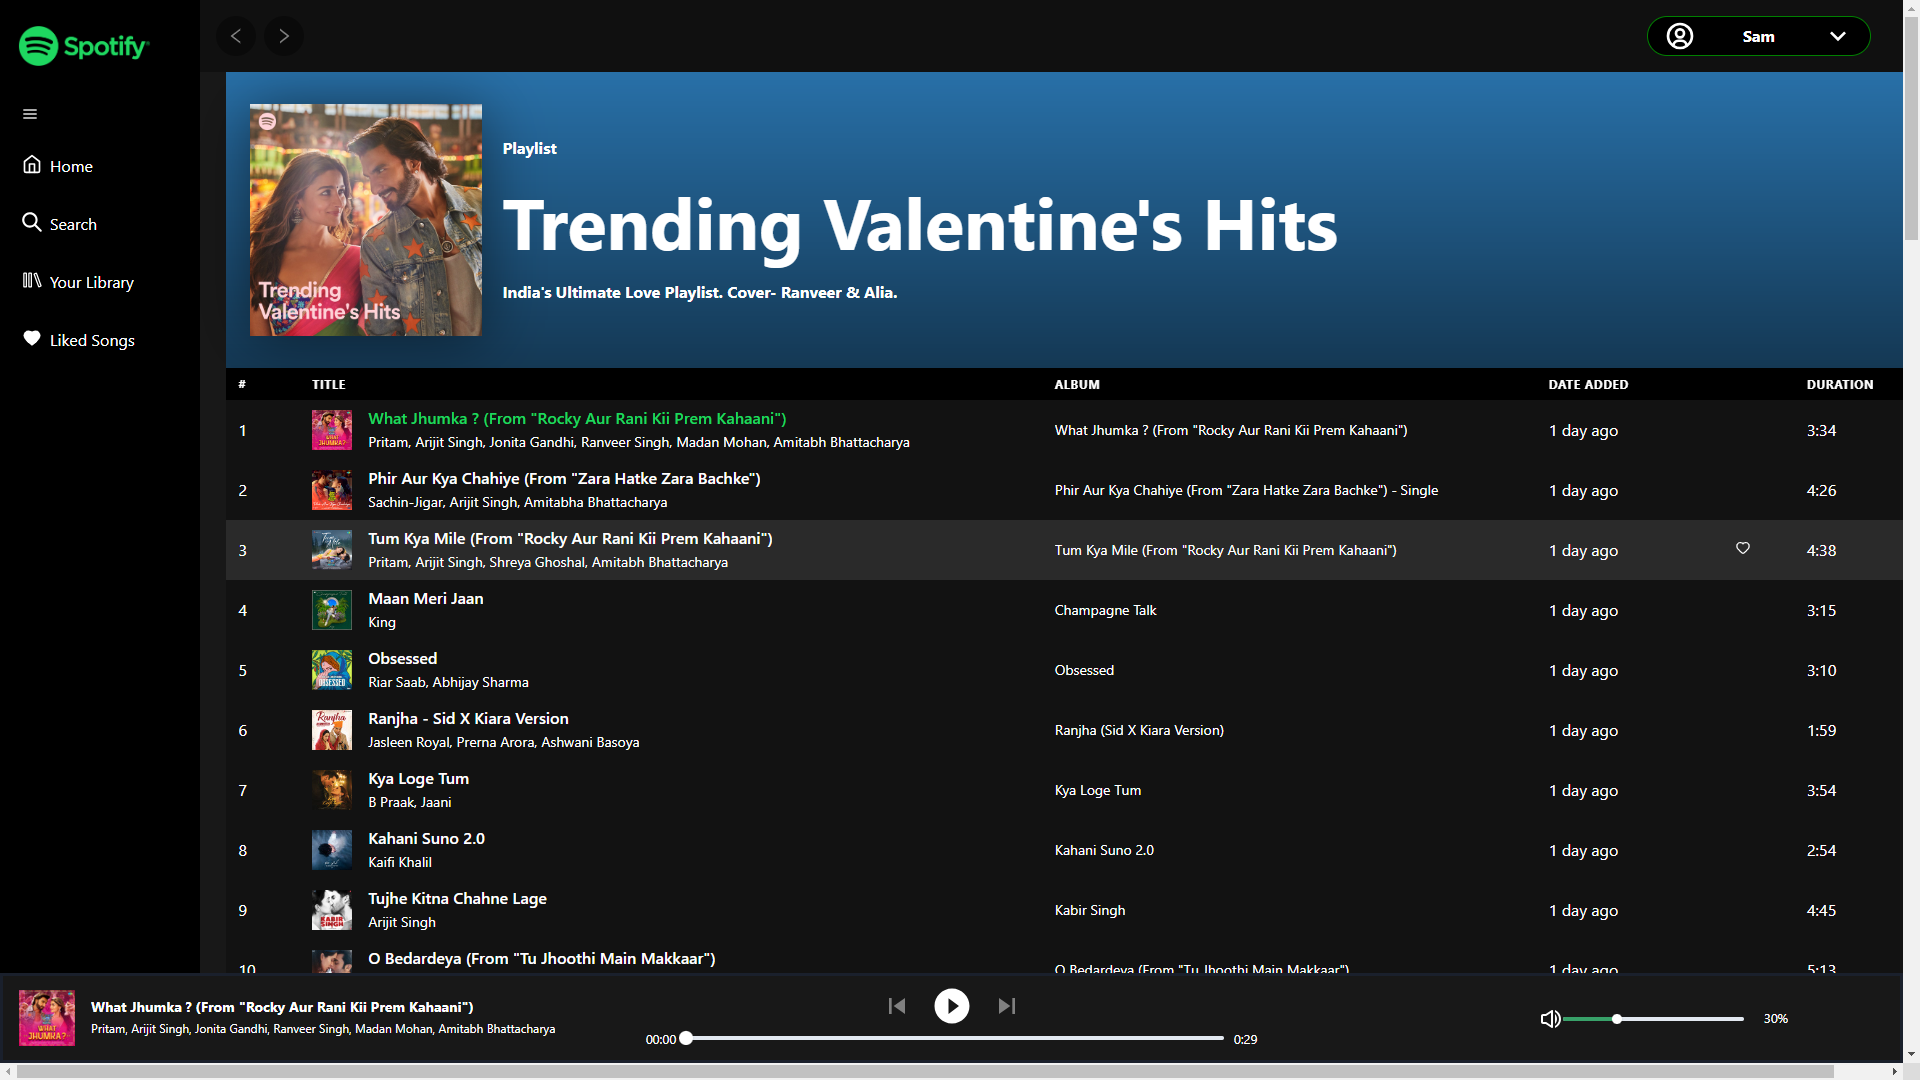 Spotify
Sam
Home
Search
Your Library
Liked Songs
Trending
Valentine's Hits
Playlist
Trending Valentine's Hits
India's Ultimate Love Playlist. Cover- Ranveer & Alia.
# TITLE ALBUM DATE ADDED DURATION
1 What Jhumka ? (From "Rocky Aur Rani Kii Prem Kahaani") What Jhumka ? (From "Rocky Aur Rani Kii Prem Kahaani") 1 day ago 3:34
Pritam, Arijit Singh, Jonita Gandhi, Ranveer Singh, Madan Mohan, Amitabh Bhattacharya
2 Phir Aur Kya Chahiye (From "Zara Hatke Zara Bachke") Phir Aur Kya Chahiye (From "Zara Hatke Zara Bachke") - Single 1 day ago 4:26
Sachin-Jigar, Arijit Singh, Amitabha Bhattacharya
3 Tum Kya Mile (From "Rocky Aur Rani Kii Prem Kahaani") Tum Kya Mile (From "Rocky Aur Rani Kii Prem Kahaani") 1 day ago 4:38
Pritam, Arijit Singh, Shreya Ghoshal, Amitabh Bhattacharya
4 Maan Meri Jaan Champagne Talk 1 day ago 3:15
King
5 Obsessed Obsessed 1 day ago 3:10
Riar Saab, Abhijay Sharma
6 Ranjha - Sid X Kiara Version Ranjha (Sid X Kiara Version) 1 day ago 1:59
Jasleen Royal, Prerna Arora, Ashwani Basoya
7 Kya Loge Tum Kya Loge Tum 1 day ago 3:54
B Praak, Jaani
8 Kahani Suno 2.0 Kahani Suno 2.0 1 day ago 2:54
Kaifi Khalil
9 Tujhe Kitna Chahne Lage Kabir Singh 1 day ago 4:45
Arijit Singh
10 O Bedardeya (From "Tu Jhoothi Main Makkaar") O Bedardeya (From "Tu Jhoothi Main Makkaar") 1 day ago 5:13
What Jhumka ? (From "Rocky Aur Rani Kii Prem Kahaani")
Pritam, Arijit Singh, Jonita Gandhi, Ranveer Singh, Madan Mohan, Amitabh Bhattacharya
00:00 0:29
30%